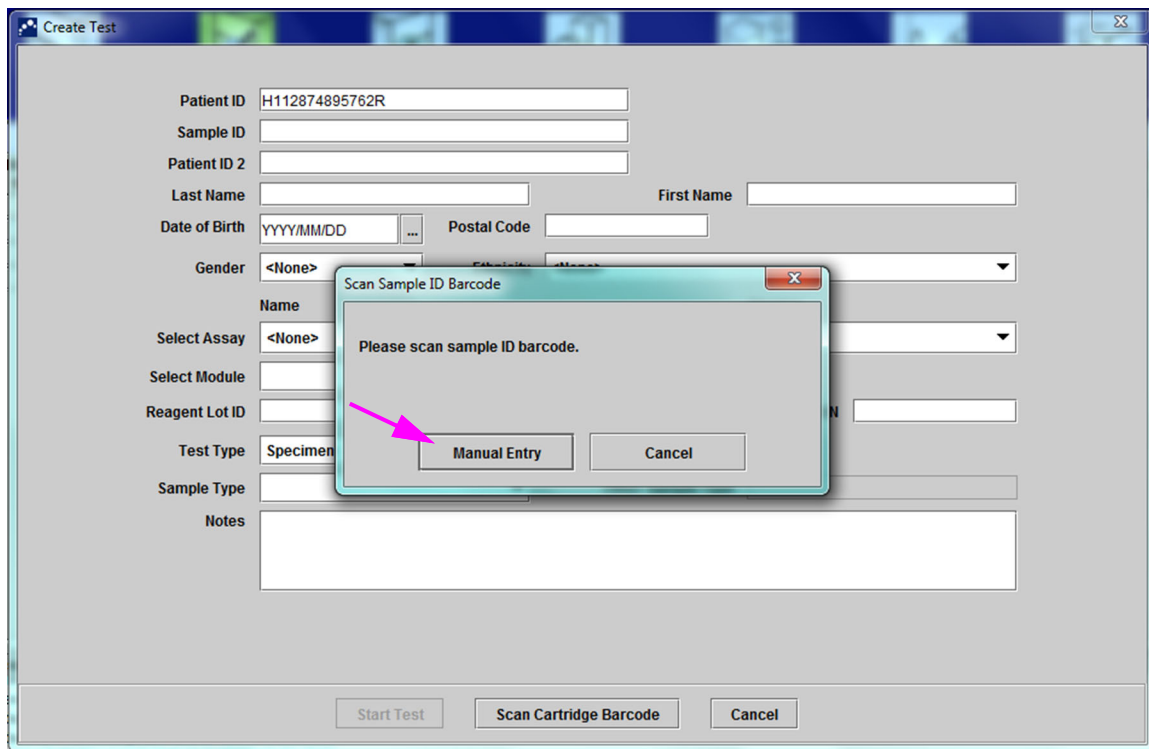 Create Test
Patient ID H112874895762R
Sample ID
Patient ID 2
Last Name First Name
Date of Birth YYYY/MM/DD ... Postal Code
Gender <None>
Scan Sample ID Barcode
Name
Select Assay <None>
Please scan sample ID barcode.
Select Module
Reagent Lot ID
Test Type Specimen
Manual Entry Cancel
Sample Type
Notes
Start Test Scan Cartridge Barcode Cancel